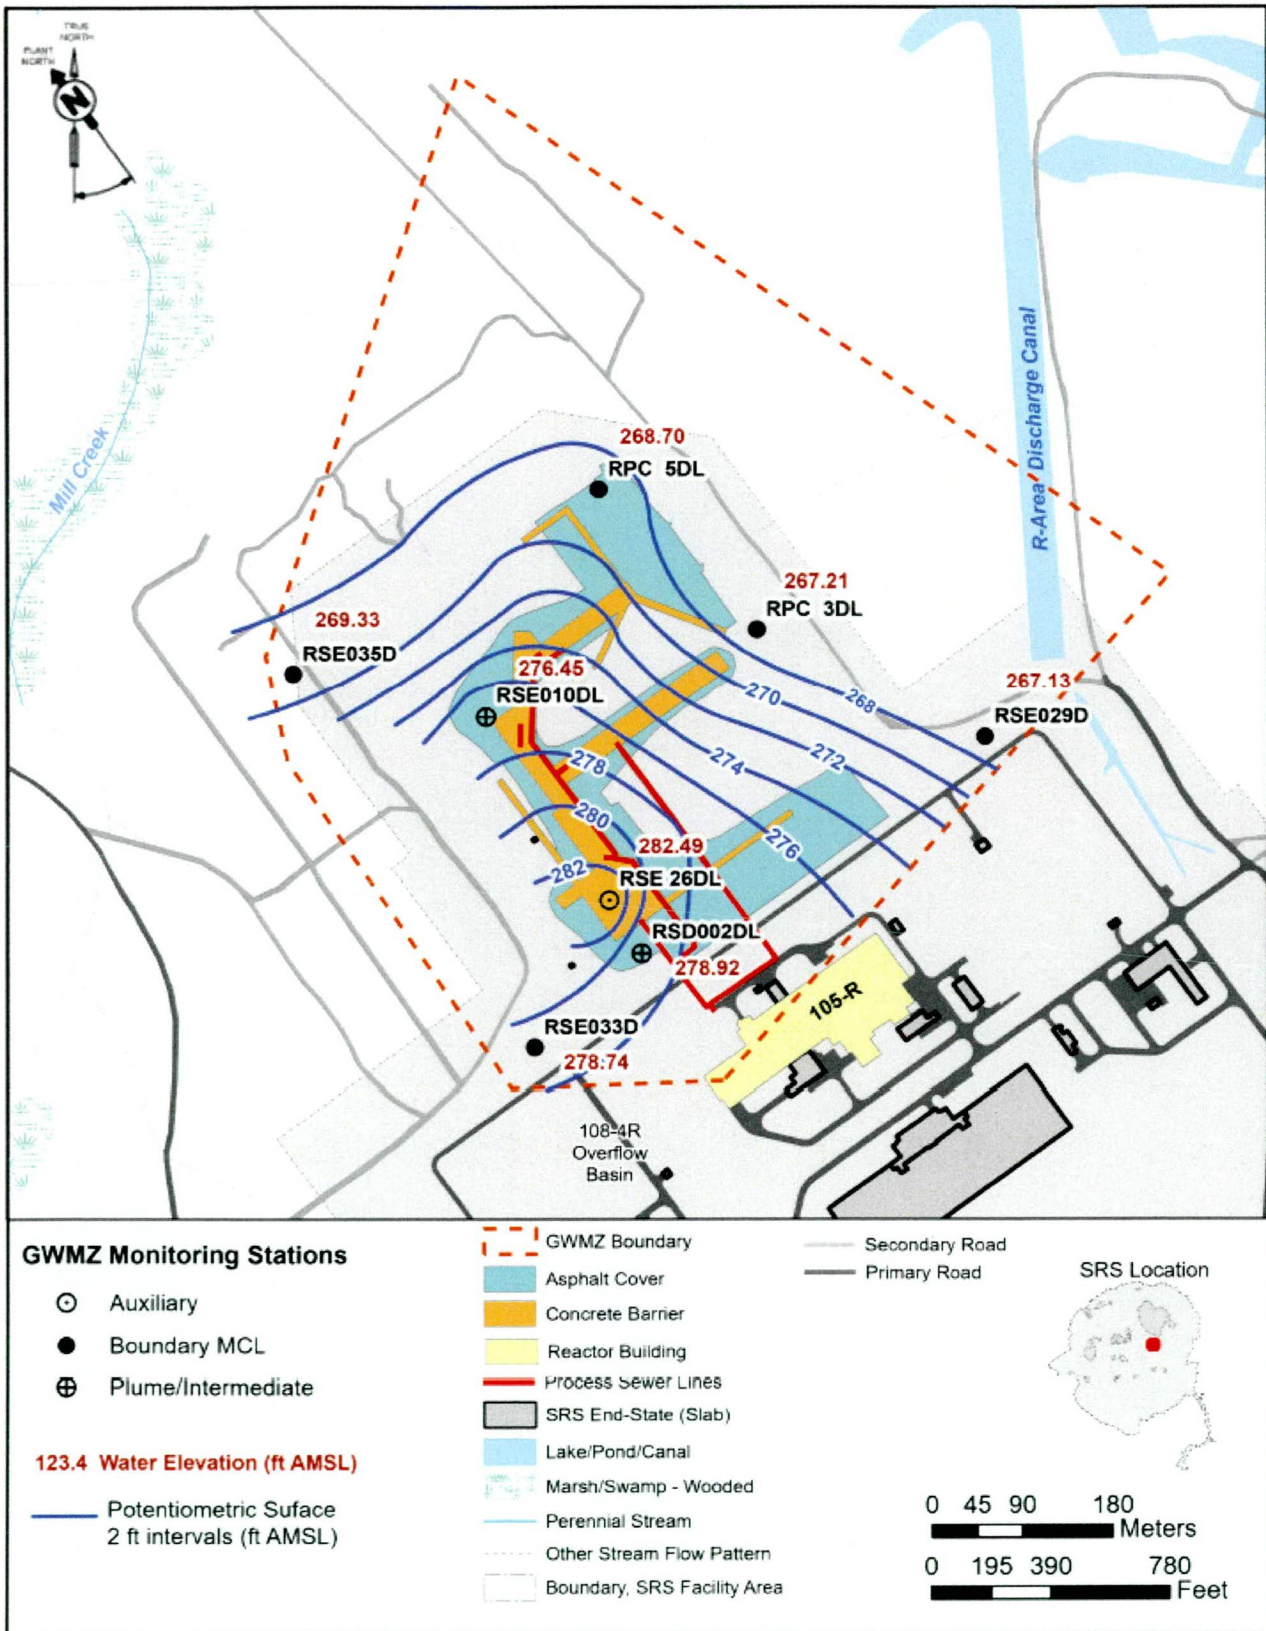 TRUE
NORTH
PLANT
NORTH
N
Mill Creek
R-Area Discharge Canal
268.70
RPC 5DL
267.21
RPC 3DL
269.33
RSE035D
276.45
RSE010DL
267.13
RSE029D
268
270
272
274
276
278
280
282
282.49
RSE 26DL
RSD002DL
278.92
105-R
RSE033D
278.74
108-4R
Overflow
Basin
GWMZ Monitoring Stations
Auxiliary
Boundary MCL
Plume/Intermediate
123.4 Water Elevation (ft AMSL)
Potentiometric Suface
2 ft intervals (ft AMSL)
GWMZ Boundary
Asphalt Cover
Concrete Barrier
Reactor Building
Process Sewer Lines
SRS End-State (Slab)
Lake/Pond/Canal
Marsh/Swamp - Wooded
Perennial Stream
Other Stream Flow Pattern
Boundary, SRS Facility Area
Secondary Road
Primary Road
SRS Location
0 45 90 180
Meters
0 195 390 780
Feet